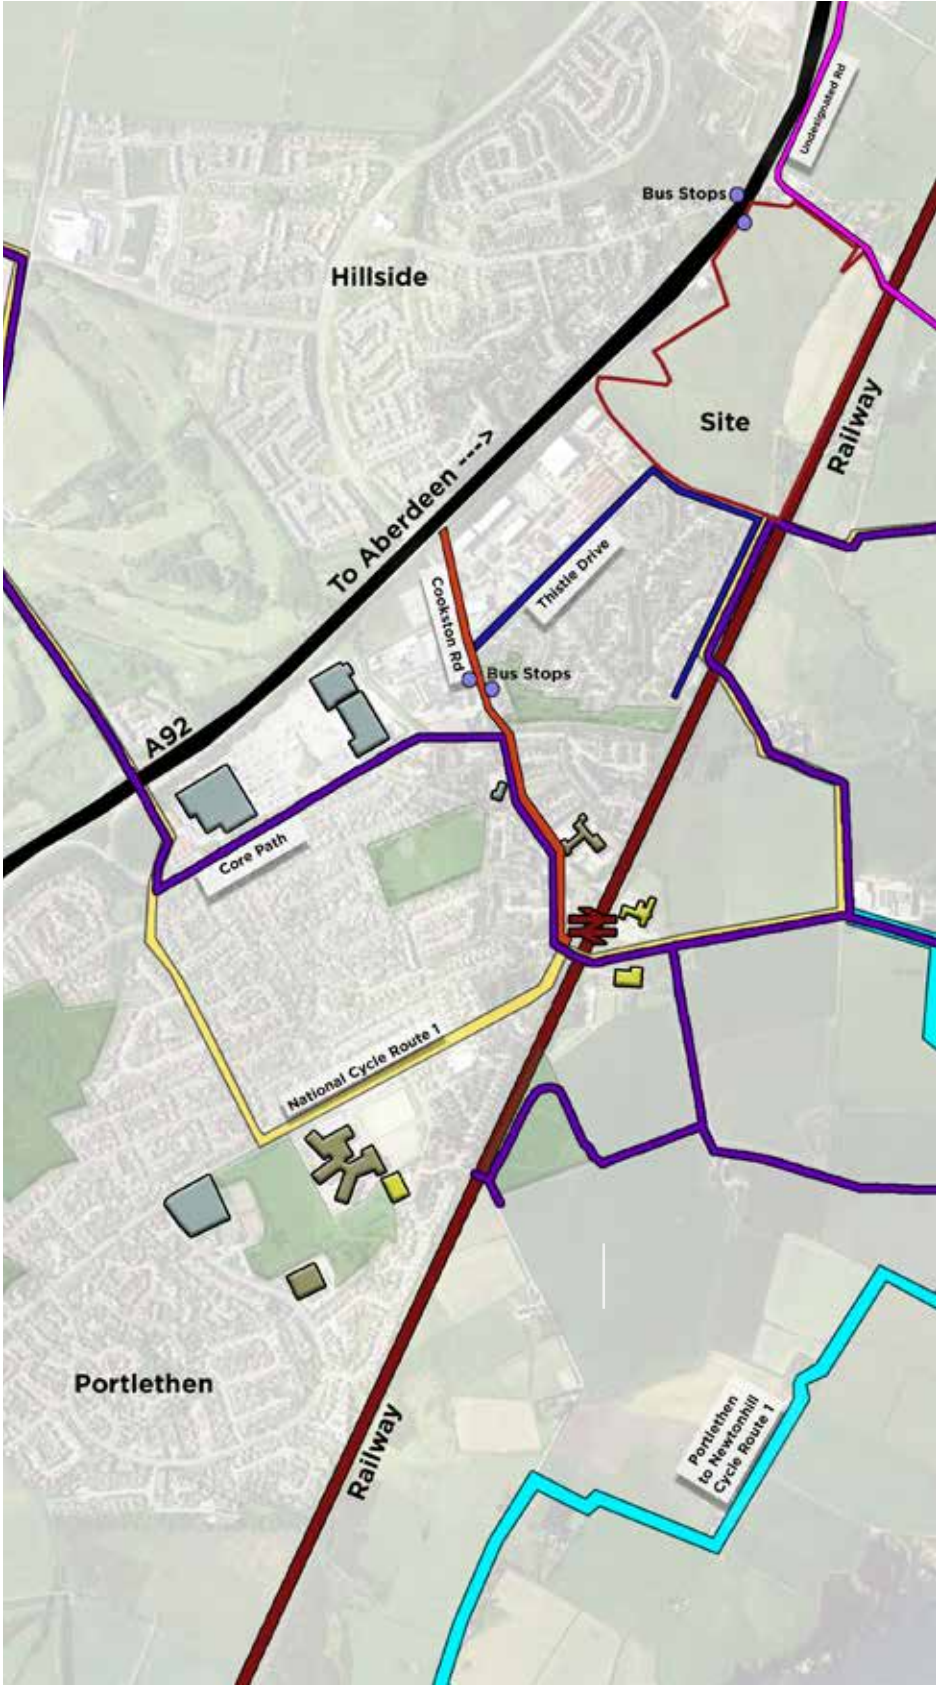 Undesignated Rd
Bus Stops
Hillside
Site
Railway
To Aberdeen --->
Thistle Drive
Cookston Rd
Bus Stops
A92
Core Path
National Cycle Route 1
Portlethen
Railway
Portlethen
to Newtonhill
Cycle Route 1